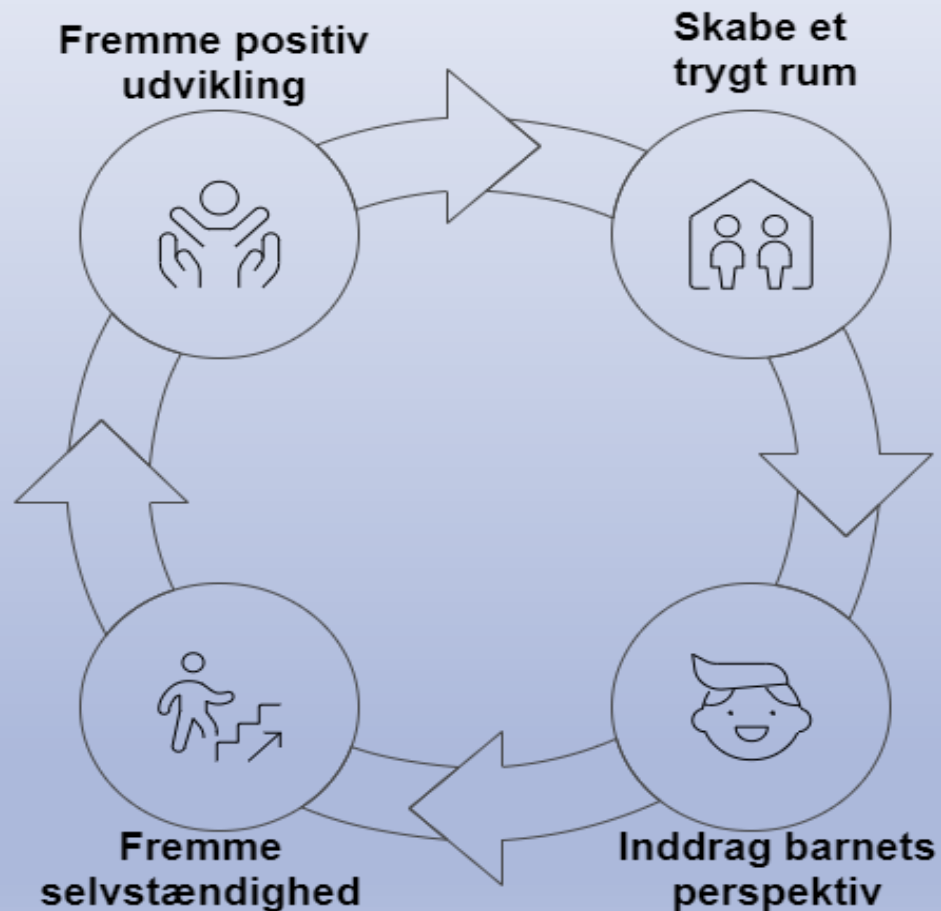 Fremme positiv
udvikling
Skabe et
trygt rum
Fremme
selvstændighed
Inddrag barnets
perspektiv